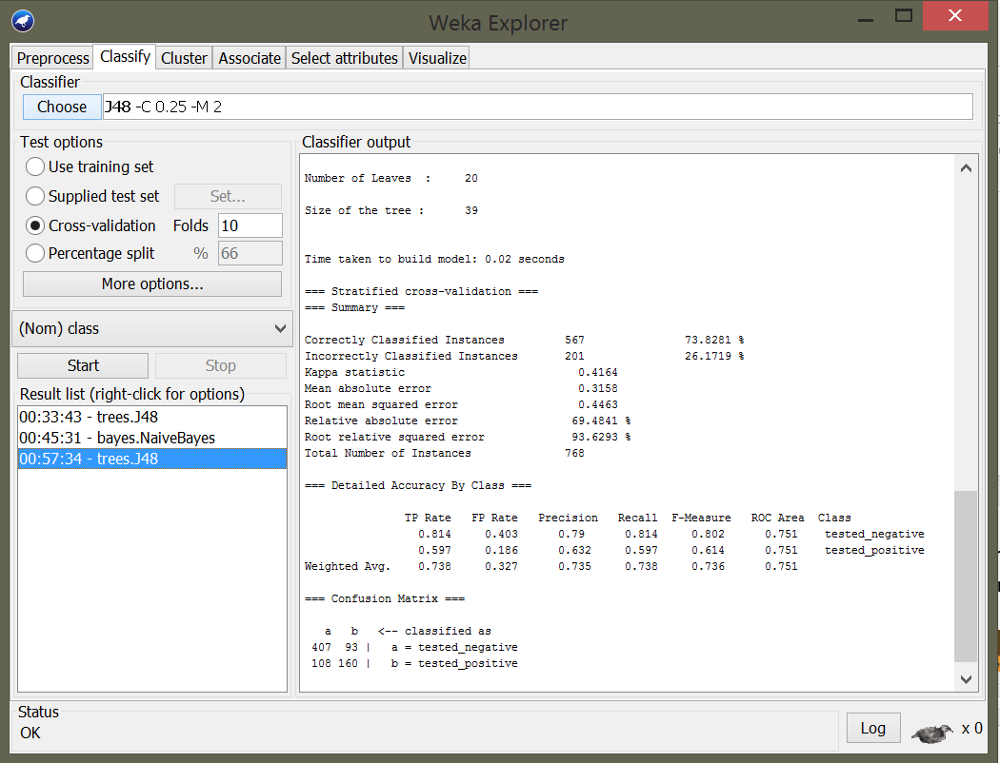 Weka Explorer
Preprocess Classify Cluster Associate Select attributes Visualize
Classifier
Choose J48 -C 0.25 -M 2
Test options
Use training set
Supplied test set Set...
Cross-validation Folds 10
Percentage split % 66
More options...
(Nom) class
Start Stop
Result list (right-click for options)
00:33:43 - trees.J48
00:45:31 - bayes.NaiveBayes
00:57:34 - trees.J48
Classifier output
Number of Leaves : 20
Size of the tree : 39
Time taken to build model: 0.02 seconds
=== Stratified cross-validation ===
=== Summary ===
Correctly Classified Instances 567 73.8281 %
Incorrectly Classified Instances 201 26.1719 %
Kappa statistic 0.4164
Mean absolute error 0.3158
Root mean squared error 0.4463
Relative absolute error 69.4841 %
Root relative squared error 93.6293 %
Total Number of Instances 768
=== Detailed Accuracy By Class ===
TP Rate FP Rate Precision Recall F-Measure ROC Area Class
0.814 0.403 0.79 0.814 0.802 0.751 tested_negative
0.597 0.186 0.632 0.597 0.614 0.751 tested_positive
Weighted Avg. 0.738 0.327 0.735 0.738 0.736 0.751
=== Confusion Matrix ===
a b <-- classified as
407 93 | a = tested_negative
108 160 | b = tested_positive
Status
OK
Log x 0